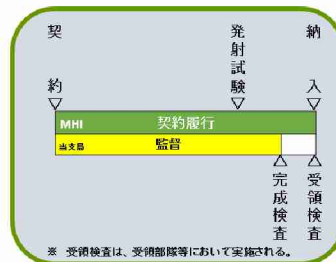 契約
発射試験
納入
MHI 契約履行
当支局 監督
完成検査
受領検査
※ 受領検査は、受領部隊等において実施される。